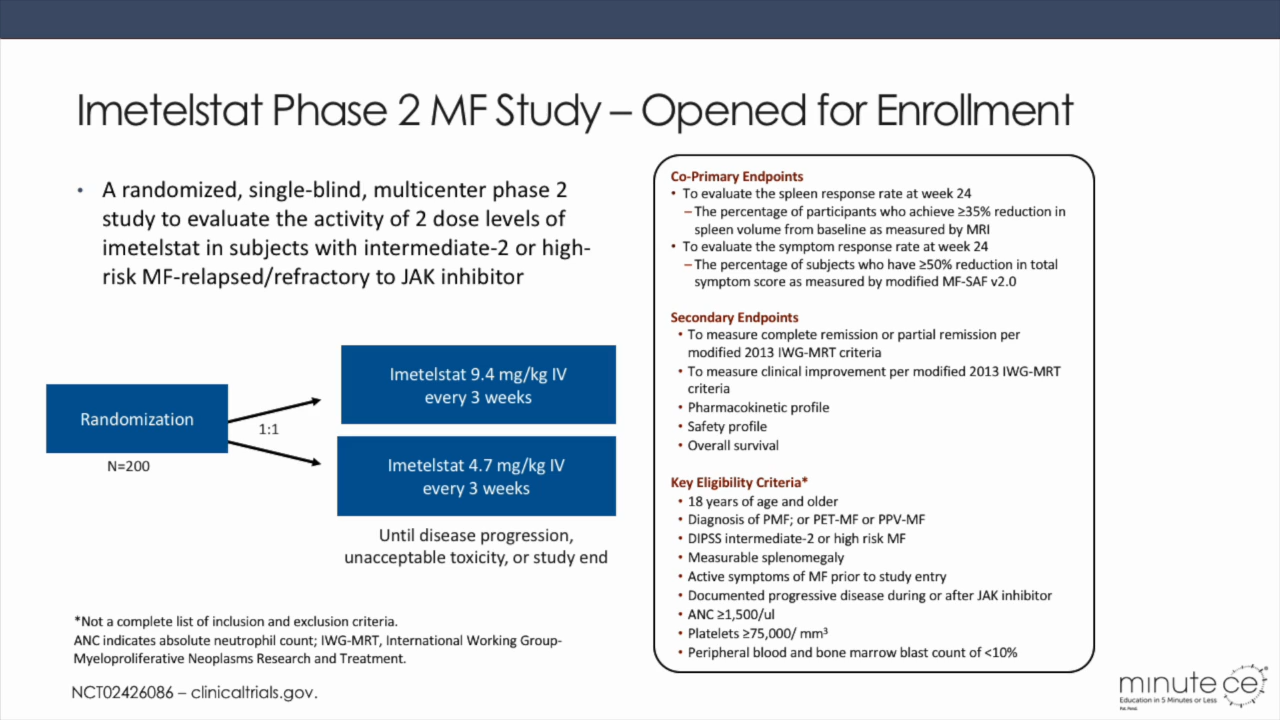 Imetelstat Phase 2 MF Study – Opened for Enrollment
• A randomized, single-blind, multicenter phase 2
study to evaluate the activity of 2 dose levels of
imetelstat in subjects with intermediate-2 or high-
risk MF-relapsed/refractory to JAK inhibitor
Randomization
N=200
1:1
Imetelstat 9.4 mg/kg IV
every 3 weeks
Imetelstat 4.7 mg/kg IV
every 3 weeks
Until disease progression,
unacceptable toxicity, or study end
*Not a complete list of inclusion and exclusion criteria.
ANC indicates absolute neutrophil count; IWG-MRT, International Working Group-
Myeloproliferative Neoplasms Research and Treatment.
NCT02426086 – clinicaltrials.gov.
Co-Primary Endpoints
• To evaluate the spleen response rate at week 24
– The percentage of participants who achieve ≥35% reduction in
spleen volume from baseline as measured by MRI
• To evaluate the symptom response rate at week 24
– The percentage of subjects who have ≥50% reduction in total
symptom score as measured by modified MF-SAF v2.0
Secondary Endpoints
• To measure complete remission or partial remission per
modified 2013 IWG-MRT criteria
• To measure clinical improvement per modified 2013 IWG-MRT
criteria
• Pharmacokinetic profile
• Safety profile
• Overall survival
Key Eligibility Criteria*
• 18 years of age and older
• Diagnosis of PMF; or PET-MF or PPV-MF
• DIPSS intermediate-2 or high risk MF
• Measurable splenomegaly
• Active symptoms of MF prior to study entry
• Documented progressive disease during or after JAK inhibitor
• ANC ≥1,500/ul
• Platelets ≥75,000/ mm³
• Peripheral blood and bone marrow blast count of <10%
minute ce®
Education in 5 Minutes or Less